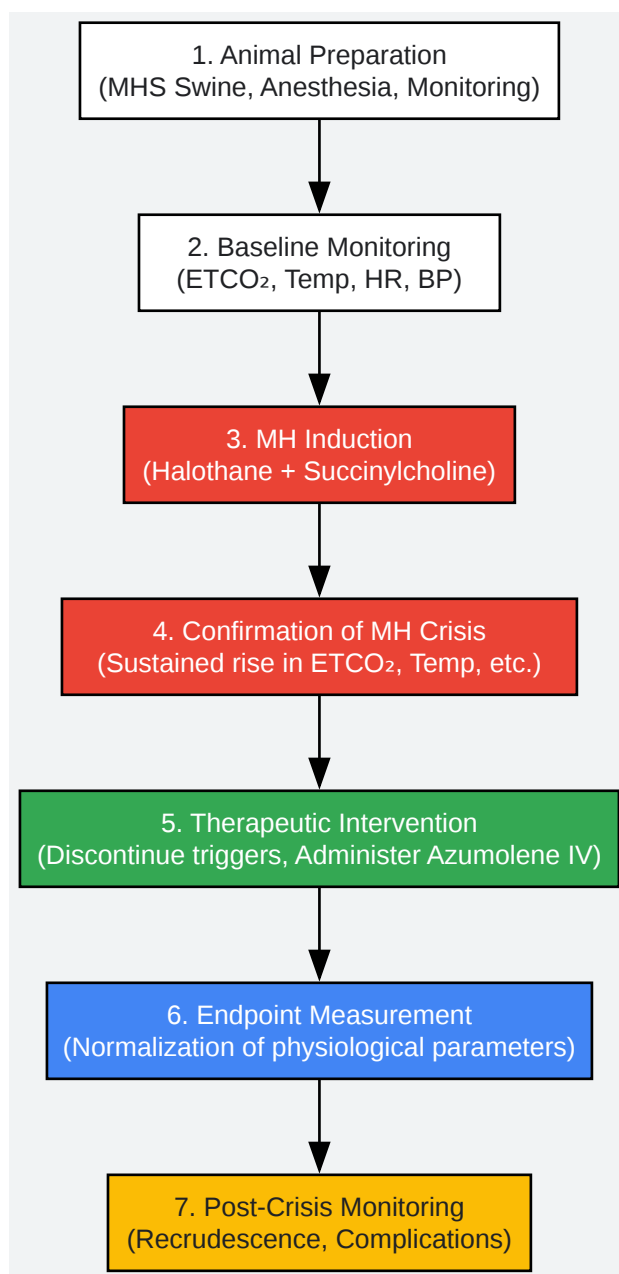 1. Animal Preparation
(MHS Swine, Anesthesia, Monitoring)
2. Baseline Monitoring
(ETCO₂, Temp, HR, BP)
3. MH Induction
(Halothane + Succinylcholine)
4. Confirmation of MH Crisis
(Sustained rise in ETCO₂, Temp, etc.)
5. Therapeutic Intervention
(Discontinue triggers, Administer Azumolene IV)
6. Endpoint Measurement
(Normalization of physiological parameters)
7. Post-Crisis Monitoring
(Recrudescence, Complications)